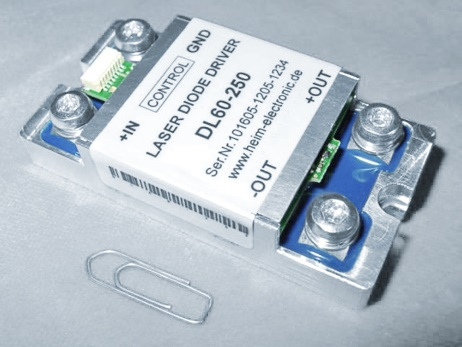 GND
CONTROL
+IN
LASER DIODE DRIVER
DL60-250
Ser.Nr.101605-1205-1234
www.heim-electronic.de
+OUT
-OUT